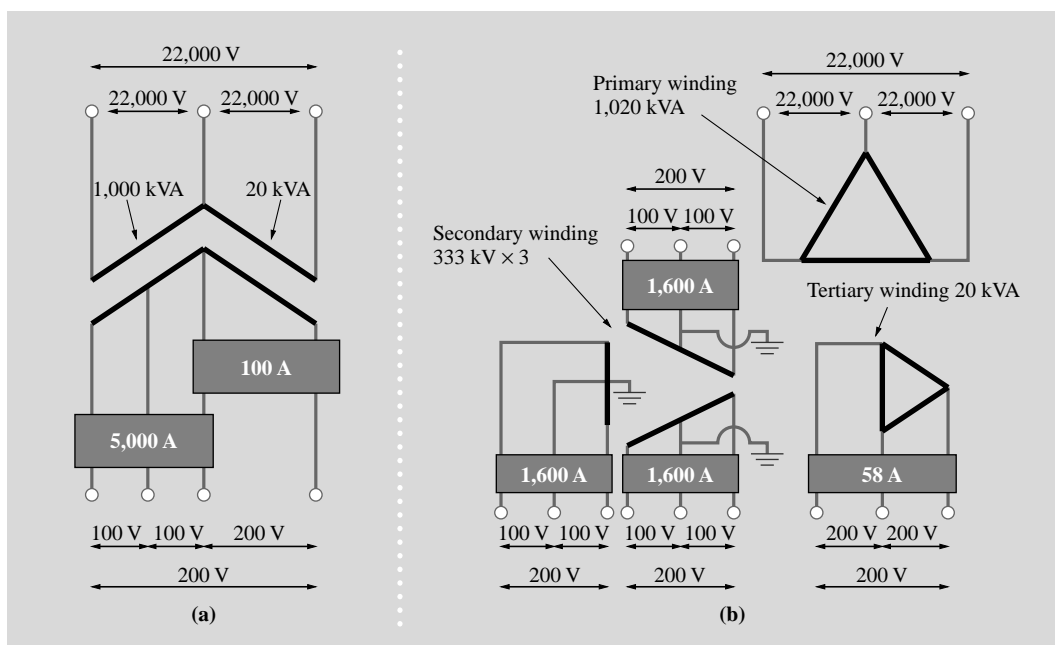 22,000 V
22,000 V 22,000 V
1,000 kVA 20 kVA
100 A
5,000 A
100 V 100 V 200 V
200 V
(a)
22,000 V
Primary winding
1,020 kVA
22,000 V 22,000 V
200 V
100 V 100 V
Secondary winding
333 kV × 3
1,600 A
Tertiary winding 20 kVA
1,600 A
1,600 A
58 A
100 V 100 V
100 V 100 V
200 V 200 V
200 V
200 V
200 V
(b)